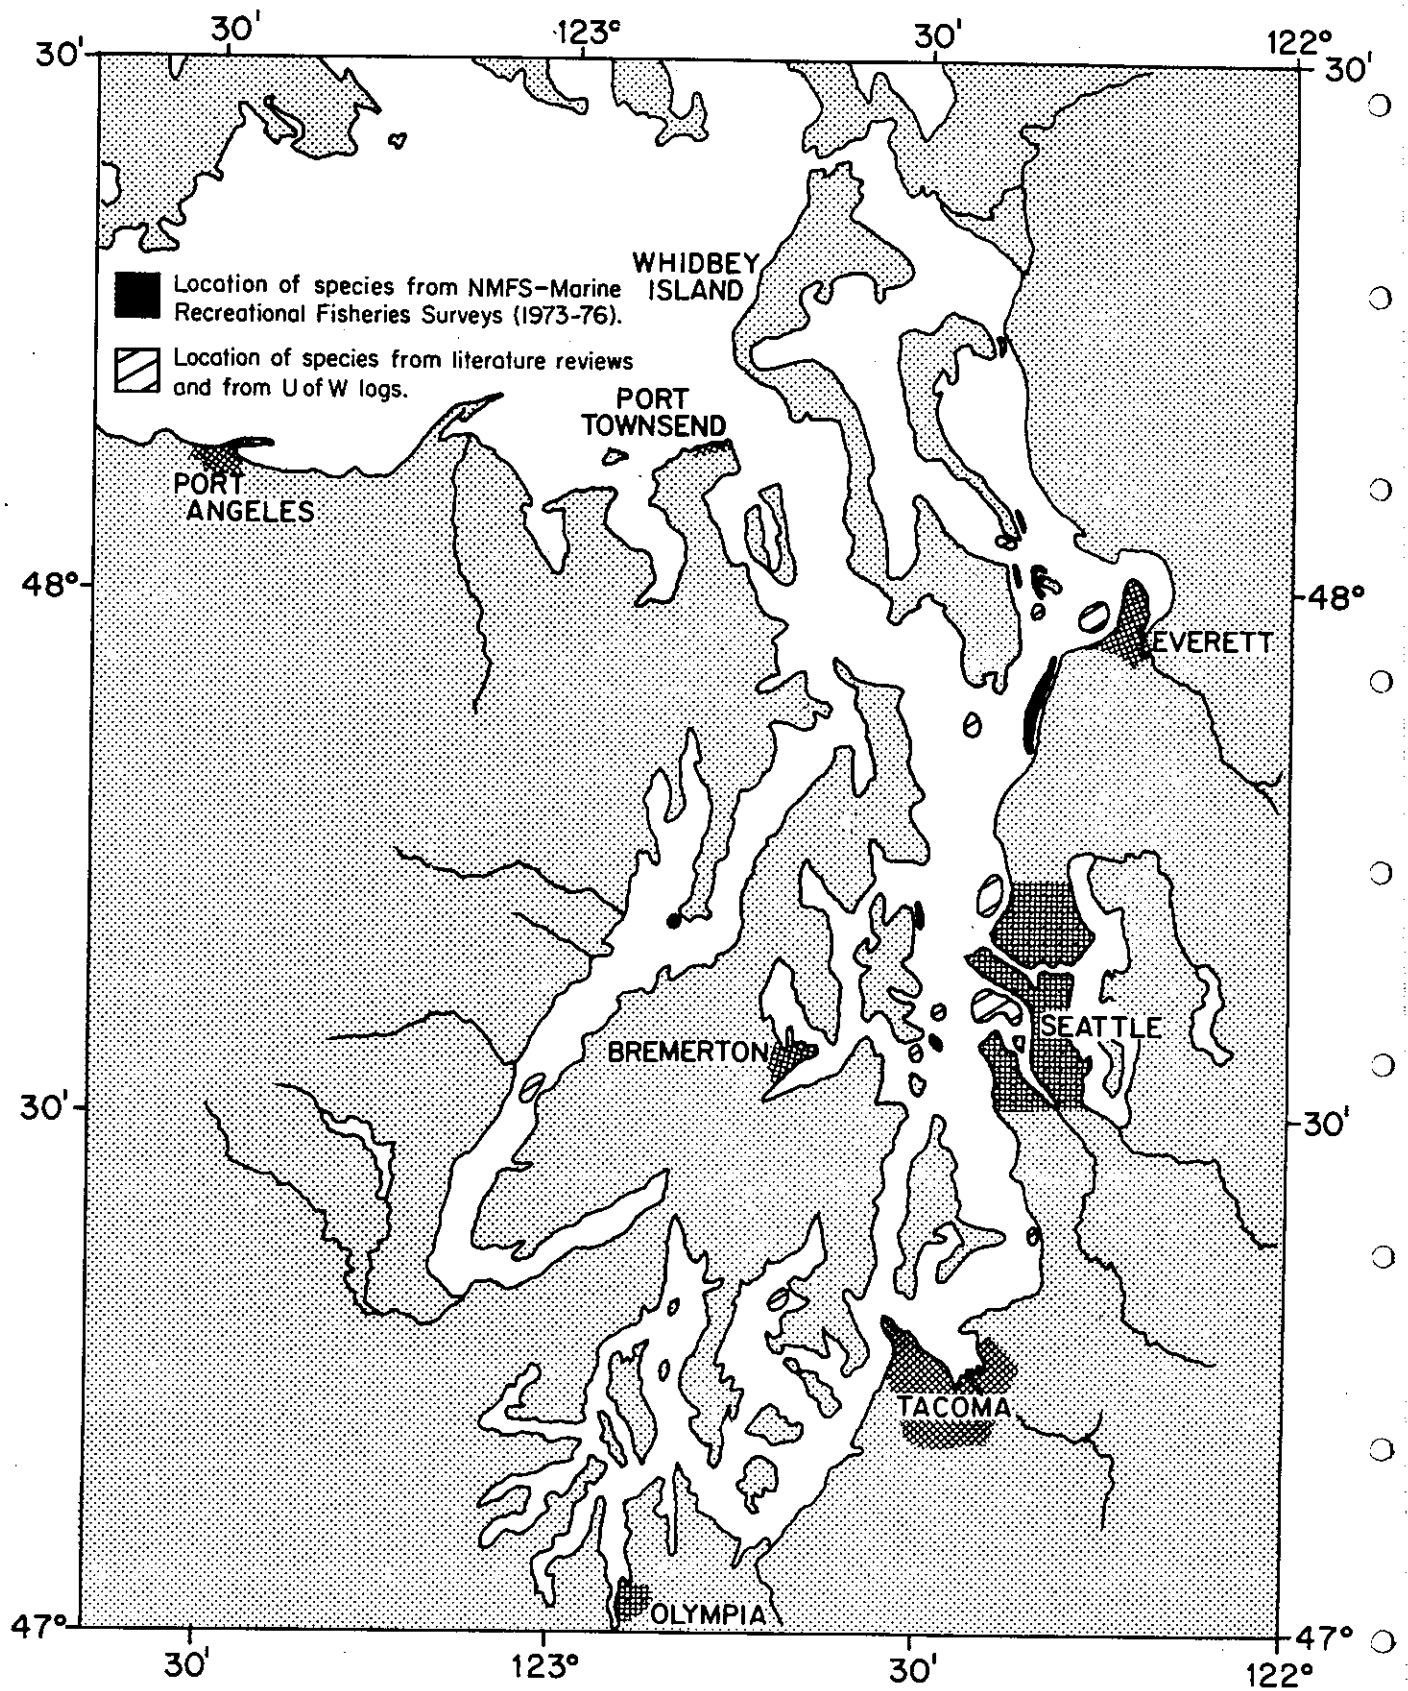 30' 123° 30' 122°
30' 30'
WHIDBEY
ISLAND
Location of species from NMFS-Marine
Recreational Fisheries Surveys (1973-76).
Location of species from literature reviews
and from U of W logs.
PORT
TOWNSEND
PORT
ANGELES
48° 48°
EVERETT
SEATTLE
BREMERTON
30' 30'
TACOMA
OLYMPIA
47° 47°
30' 123° 30' 122°